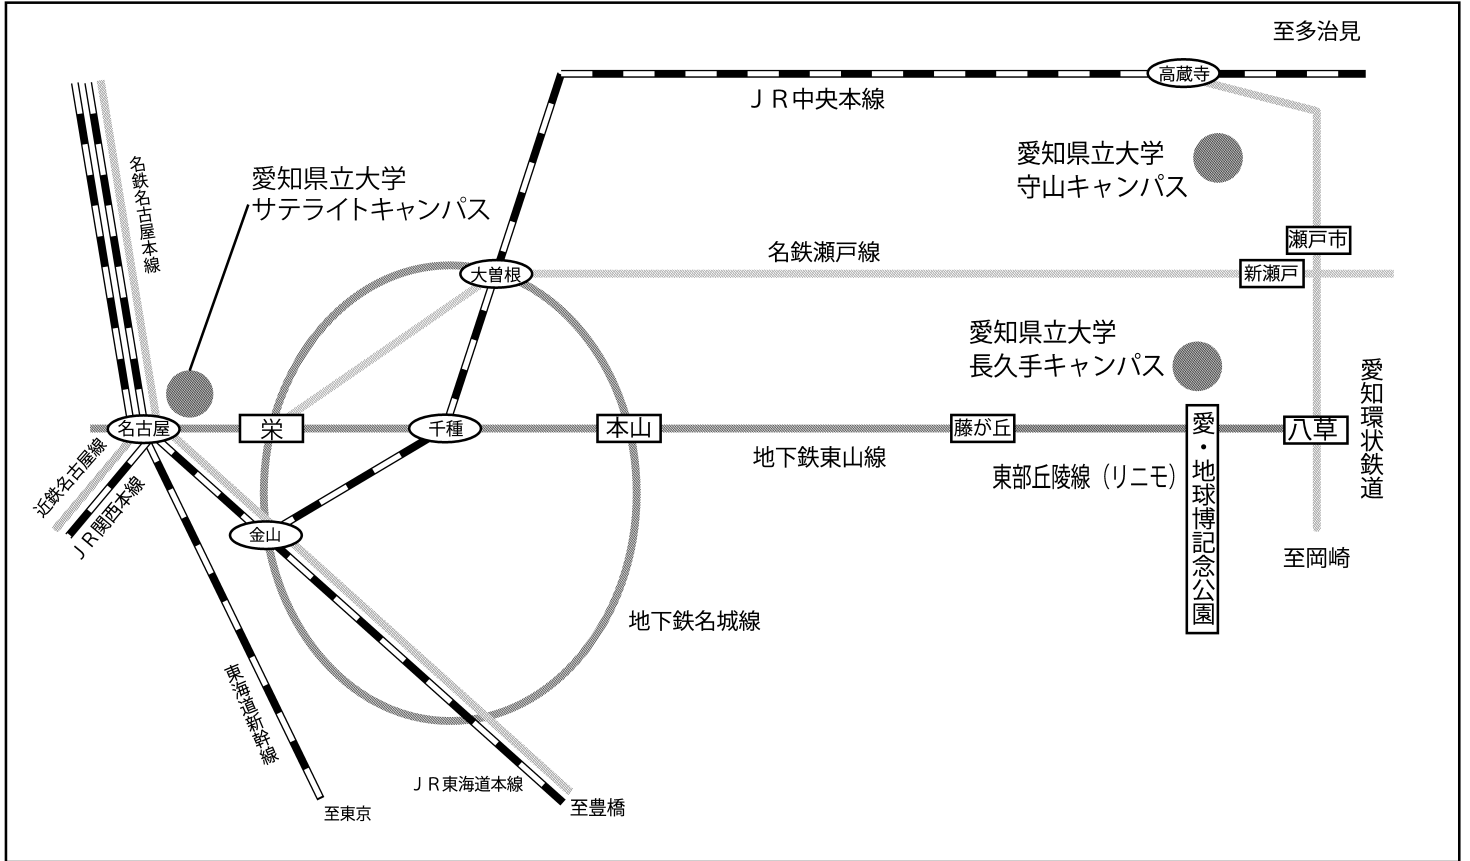 至多治見
高蔵寺
ＪＲ中央本線
愛知県立大学
守山キャンパス
名鉄名古屋本線
愛知県立大学
サテライトキャンパス
瀬戸市
名鉄瀬戸線
大曽根
新瀬戸
愛知県立大学
長久手キャンパス
愛知環状鉄道
名古屋
栄
千種
本山
藤が丘
八草
地下鉄東山線
東部丘陵線（リニモ）
愛・地球博記念公園
近鉄名古屋線
ＪＲ関西本線
金山
至岡崎
地下鉄名城線
東海道新幹線
ＪＲ東海道本線
至東京
至豊橋